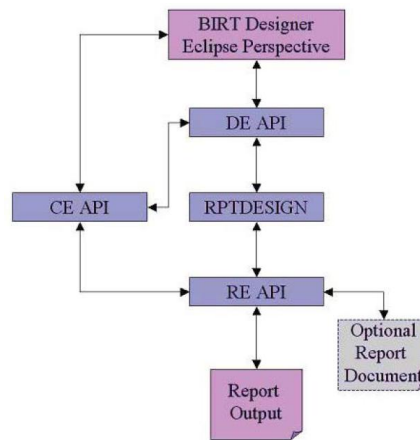 BIRT Designer
Eclipse Perspective
DE API
CE API
RPTDESIGN
RE API
Optional
Report
Document
Report
Output